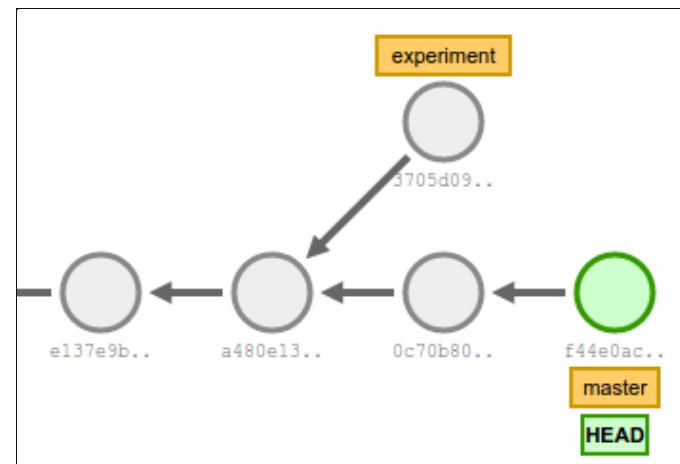 experiment
3705d09..
e137e9b..
a480e13..
0c70b80..
f44e0ac..
master
HEAD